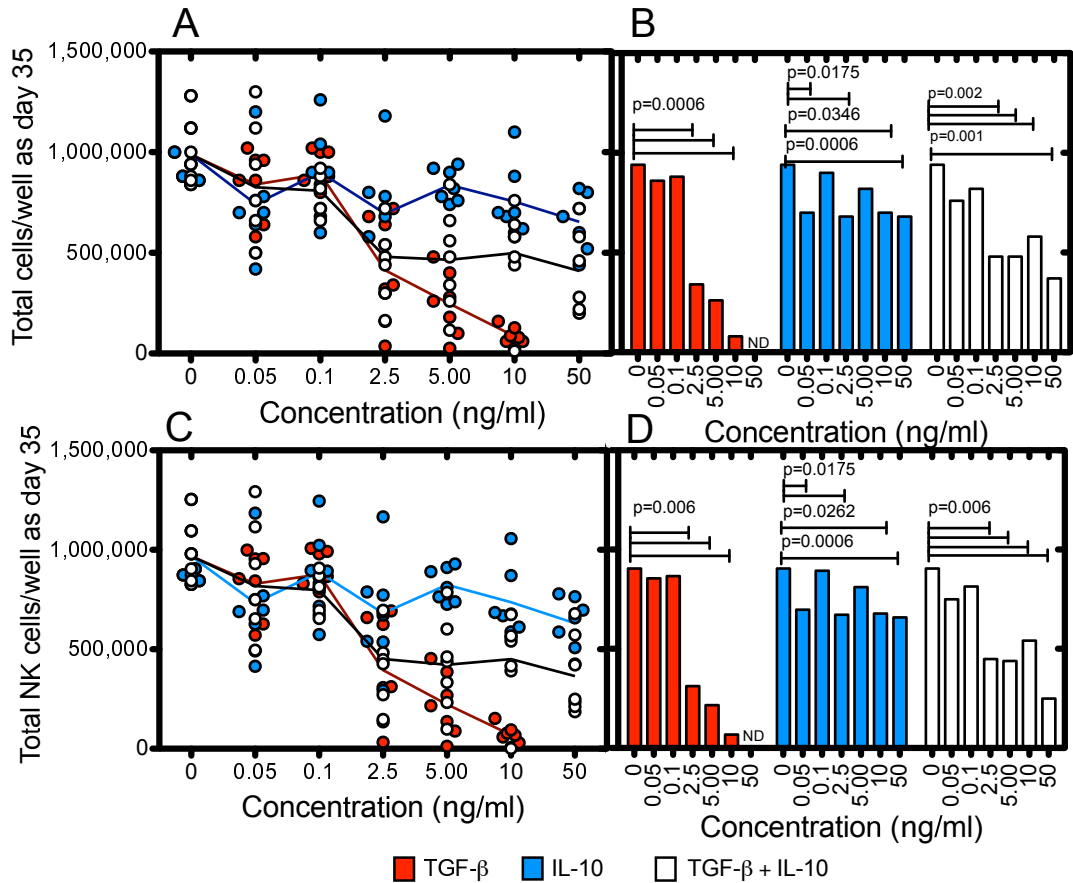 A
Total cells/well as day 35
1,500,000
1,000,000
500,000
0
0 0.05 0.1 2.5 5.00 10 50
Concentration (ng/ml)
B
p=0.0006
p=0.0175
p=0.0346
p=0.0006
p=0.002
p=0.001
ND
0 0.05 0.1 2.5 5.00 10 50
0 0.05 0.1 2.5 5.00 10 50
0 0.05 0.1 2.5 5.00 10 50
Concentration (ng/ml)
C
Total NK cells/well as day 35
1,500,000
1,000,000
500,000
0
0 0.05 0.1 2.5 5.00 10 50
Concentration (ng/ml)
D
p=0.006
p=0.0175
p=0.0262
p=0.0006
p=0.006
ND
0 0.05 0.1 2.5 5.00 10 50
0 0.05 0.1 2.5 5.00 10 50
0 0.05 0.1 2.5 5.00 10 50
Concentration (ng/ml)
TGF-β IL-10 TGF-β + IL-10